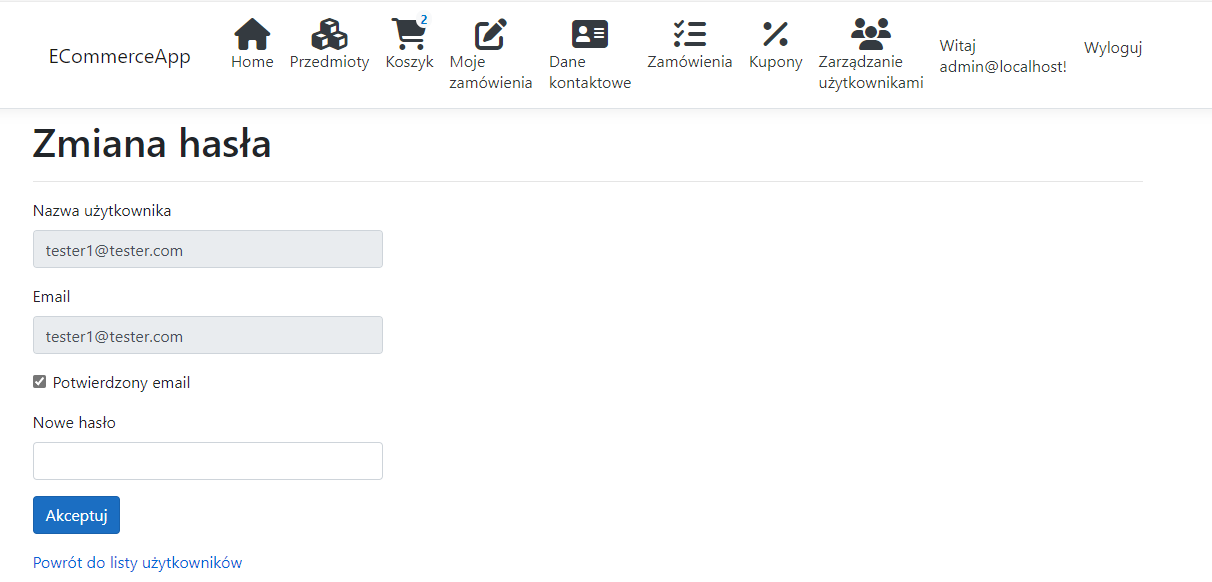 ECommerceApp
Home
Przedmioty
2
Koszyk
Moje
zamówienia
Dane
kontaktowe
Zamówienia
Kupony
Zarządzanie
użytkownikami
Witaj
admin@localhost!
Wyloguj
Zmiana hasła
Nazwa użytkownika
tester1@tester.com
Email
tester1@tester.com
Potwierdzony email
Nowe hasło
Akceptuj
Powrót do listy użytkowników